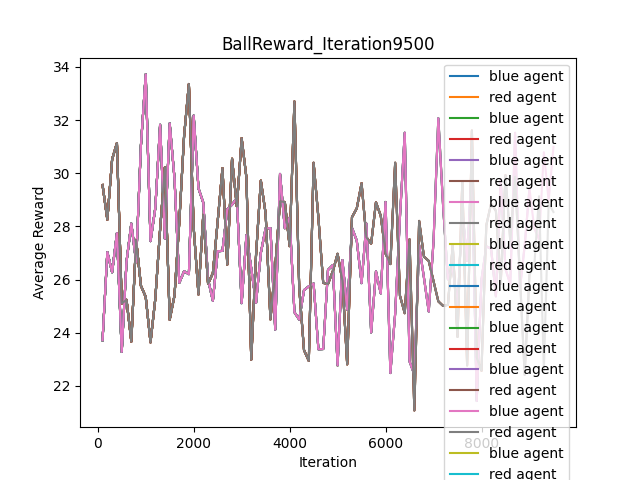 BallReward_Iteration9500
34
32
30
28
26
24
22
Average Reward
0
2000
4000
6000
8000
Iteration
blue agent
red agent
blue agent
red agent
blue agent
red agent
blue agent
red agent
blue agent
red agent
blue agent
red agent
blue agent
red agent
blue agent
red agent
blue agent
red agent
blue agent
red agent